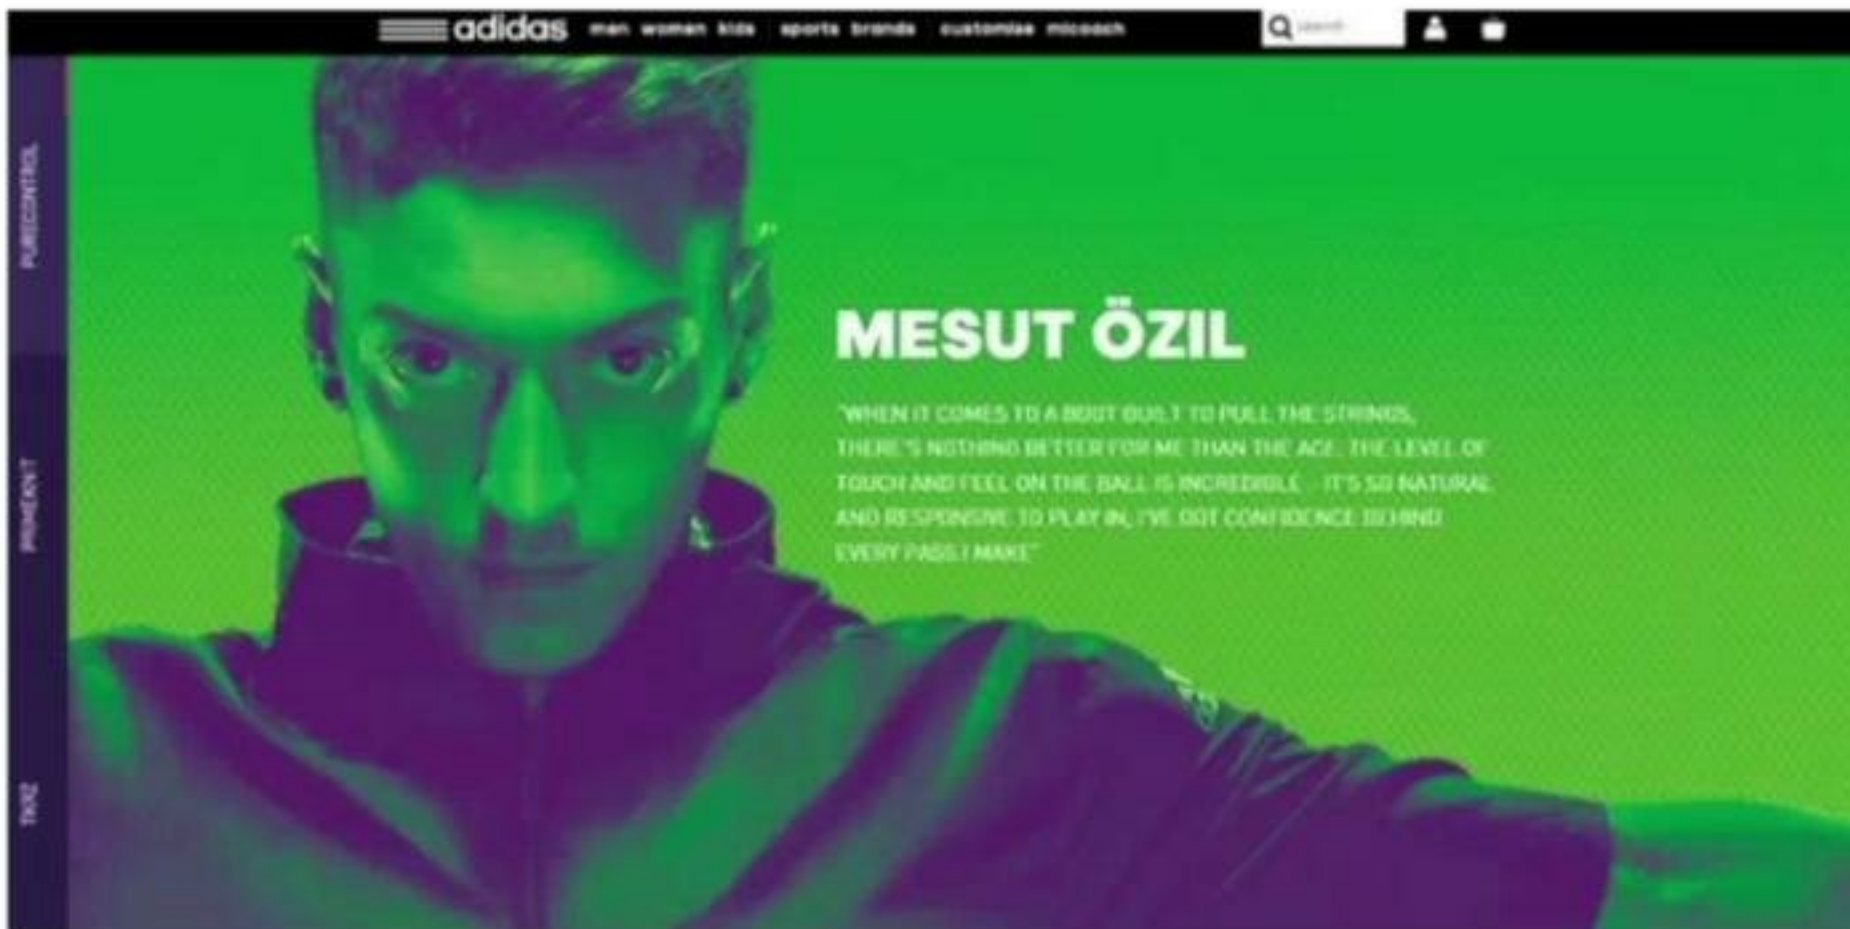 adidas men women kids sports brands customise micoach search
PURECONTROL
PRIMEKNIT
MESUT ÖZIL
"WHEN IT COMES TO A BOOT BUILT TO PULL THE STRINGS,
THERE'S NOTHING BETTER FOR ME THAN THE ACE. THE LEVEL OF
TOUCH AND FEEL ON THE BALL IS INCREDIBLE - IT'S SO NATURAL
AND RESPONSIVE TO PLAY IN, I'VE GOT CONFIDENCE BEHIND
EVERY PASS I MAKE"